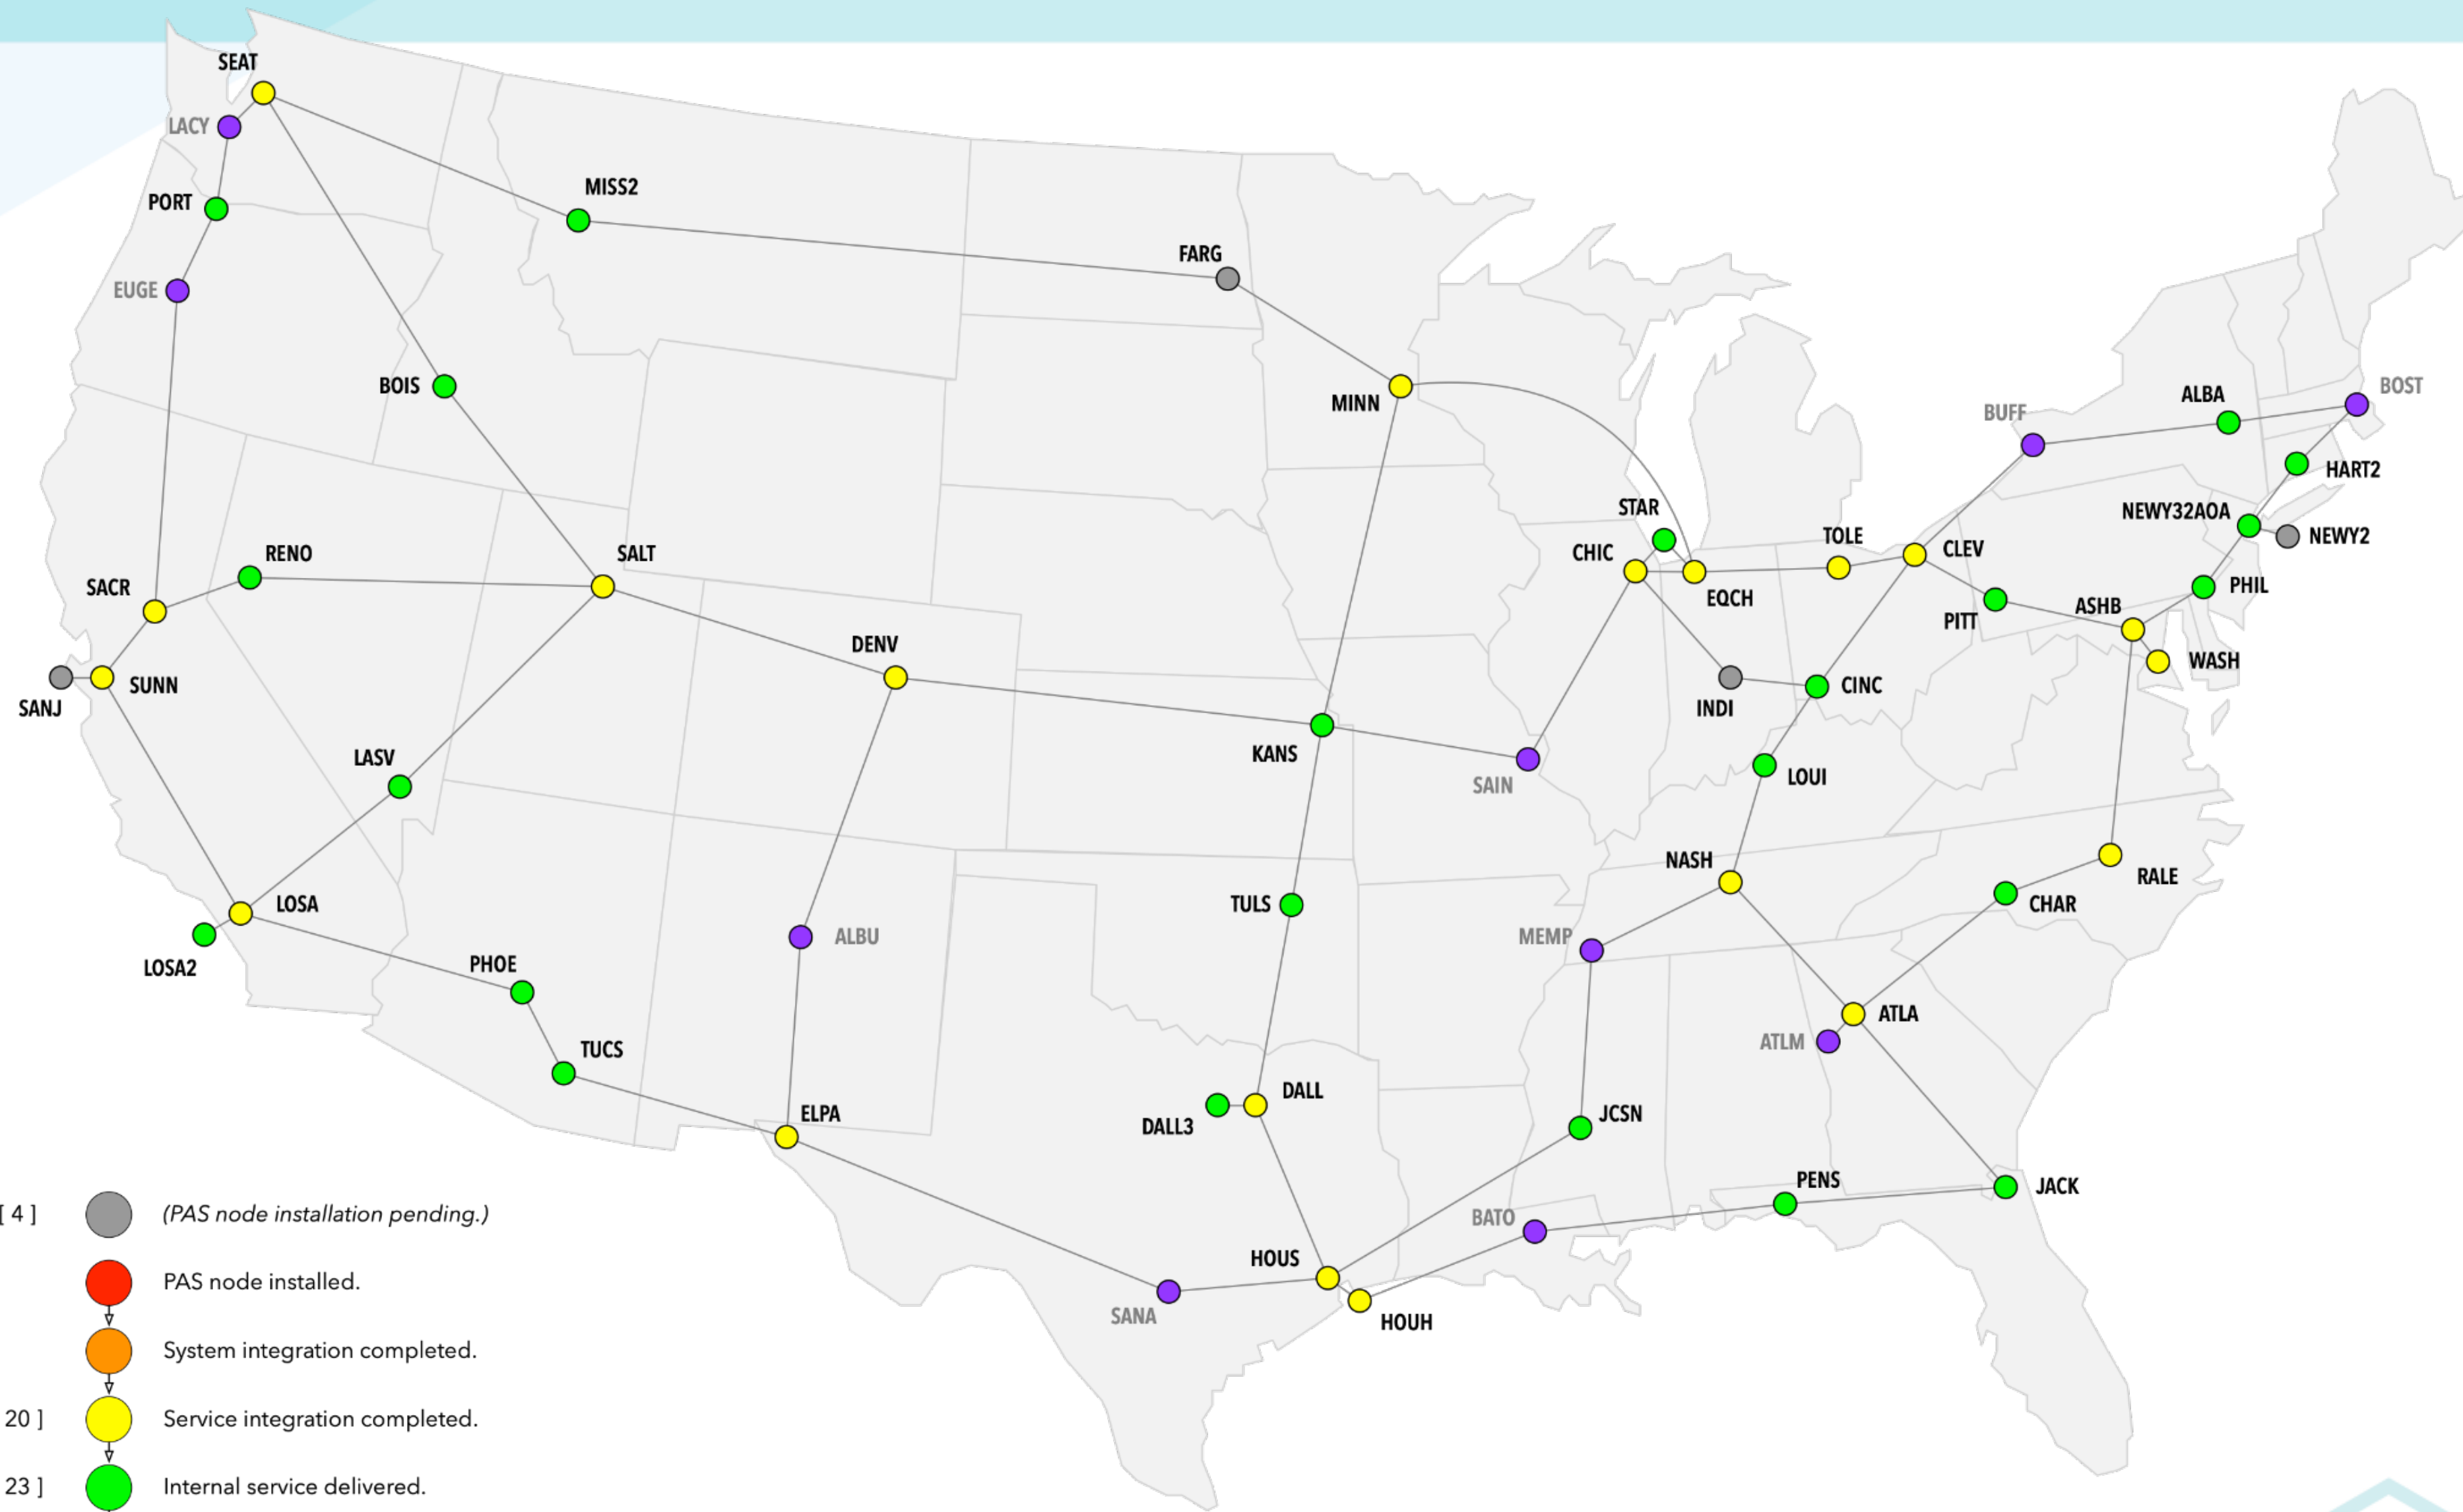 SEAT
LACY
PORT
MISS2
EUGE
FARG
BOIS
MINN
ALBA
BOST
BUFF
HART2
STAR
NEWY32AOA
NEWY2
TOLE
CLEV
CHIC
EQCH
RENO
SALT
SACR
PHIL
ASHB
PITT
WASH
DENV
SUNN
SANJ
INDI
CINC
KANS
LASV
SAIN
LOUI
NASH
RALE
CHAR
TULS
LOSA
MEMP
ALBU
LOSA2
PHOE
ATLA
ATLM
TUCS
DALL
DALL3
ELPA
JCSN
PENS
JACK
BATO
HOUS
SANA
HOUH
[ 4 ] (PAS node installation pending.)
PAS node installed.
System integration completed.
20 ] Service integration completed.
23 ] Internal service delivered.